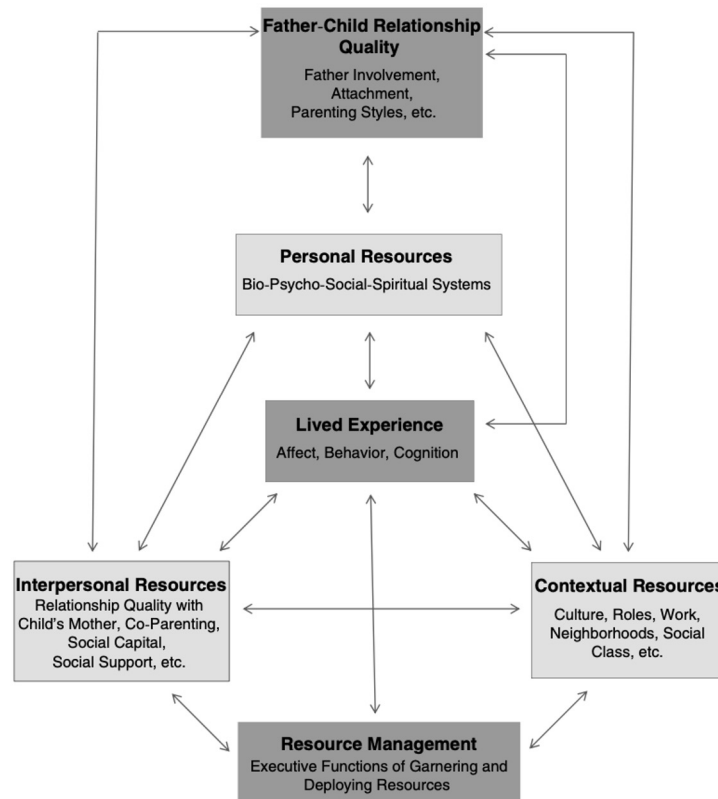 Father-Child Relationship
Quality
Father Involvement,
Attachment,
Parenting Styles, etc.
Personal Resources
Bio-Psycho-Social-Spiritual Systems
Lived Experience
Affect, Behavior, Cognition
Interpersonal Resources
Relationship Quality with
Child's Mother, Co-Parenting,
Social Capital,
Social Support, etc.
Contextual Resources
Culture, Roles, Work,
Neighborhoods, Social
Class, etc.
Resource Management
Executive Functions of Garnering and
Deploying Resources